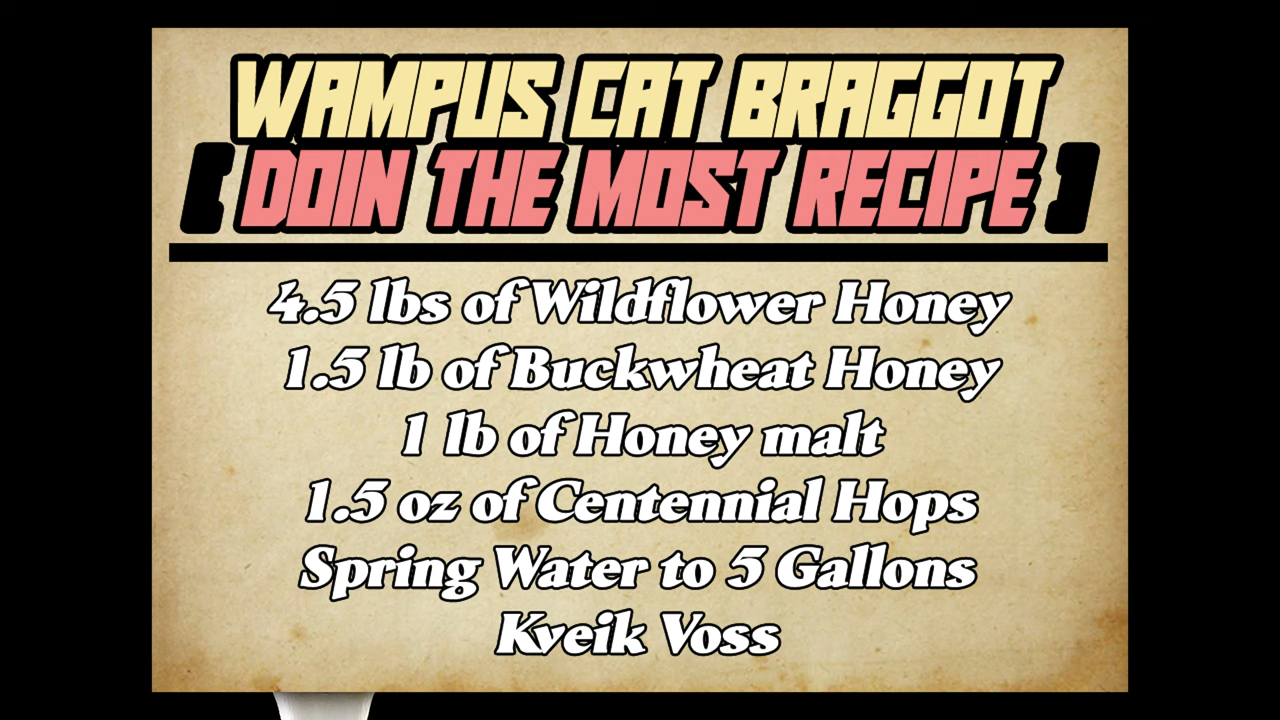 WAMPUS CAT BRAGGOT
[ DOIN THE MOST RECIPE ]
4.5 lbs of Wildflower Honey
1.5 lb of Buckwheat Honey
1 lb of Honey malt
1.5 oz of Centennial Hops
Spring Water to 5 Gallons
Kveik Voss